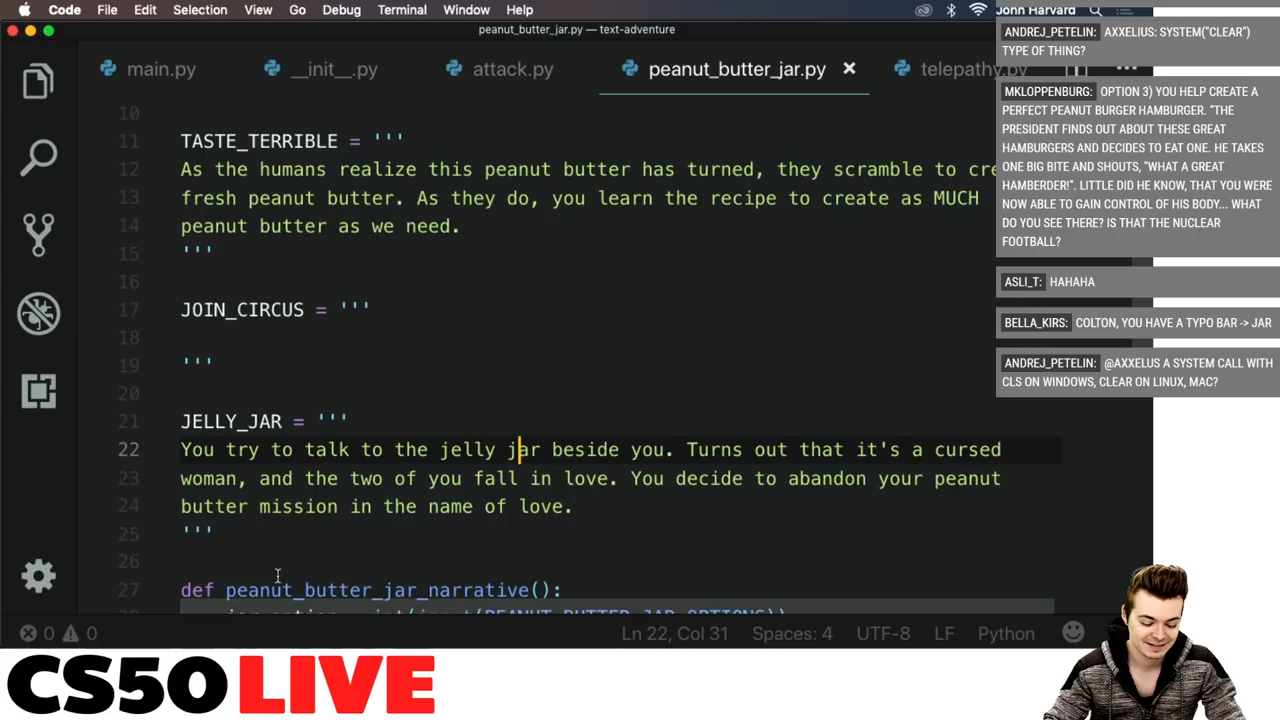 Code File Edit Selection View Go Debug Terminal Window Help John Harvard
peanut_butter_jar.py — text-adventure
main.py __init__.py attack.py peanut_butter_jar.py telepathy.py
10
11 TASTE_TERRIBLE = '''
12 As the humans realize this peanut butter has turned, they scramble to cre
13 fresh peanut butter. As they do, you learn the recipe to create as MUCH
14 peanut butter as we need.
15 '''
16
17 JOIN_CIRCUS = '''
18
19 '''
20
21 JELLY_JAR = '''
22 You try to talk to the jelly jar beside you. Turns out that it's a cursed
23 woman, and the two of you fall in love. You decide to abandon your peanut
24 butter mission in the name of love.
25 '''
26
27 def peanut_butter_jar_narrative():
0 0 Ln 22, Col 31 Spaces: 4 UTF-8 LF Python
ANDREJ_PETELIN: AXXELIUS: SYSTEM("CLEAR")
TYPE OF THING?
MKLOPPENBURG: OPTION 3) YOU HELP CREATE A
PERFECT PEANUT BURGER HAMBURGER. "THE
PRESIDENT FINDS OUT ABOUT THESE GREAT
HAMBURGERS AND DECIDES TO EAT ONE. HE TAKES
ONE BIG BITE AND SHOUTS, "WHAT A GREAT
HAMBERDER!". LITTLE DID HE KNOW, THAT YOU WERE
NOW ABLE TO GAIN CONTROL OF HIS BODY... WHAT
DO YOU SEE THERE? IS THAT THE NUCLEAR
FOOTBALL?
ASLI_T: HAHAHA
BELLA_KIRS: COLTON, YOU HAVE A TYPO BAR -> JAR
ANDREJ_PETELIN: @AXXELUS A SYSTEM CALL WITH
CLS ON WINDOWS, CLEAR ON LINUX, MAC?
CS50 LIVE